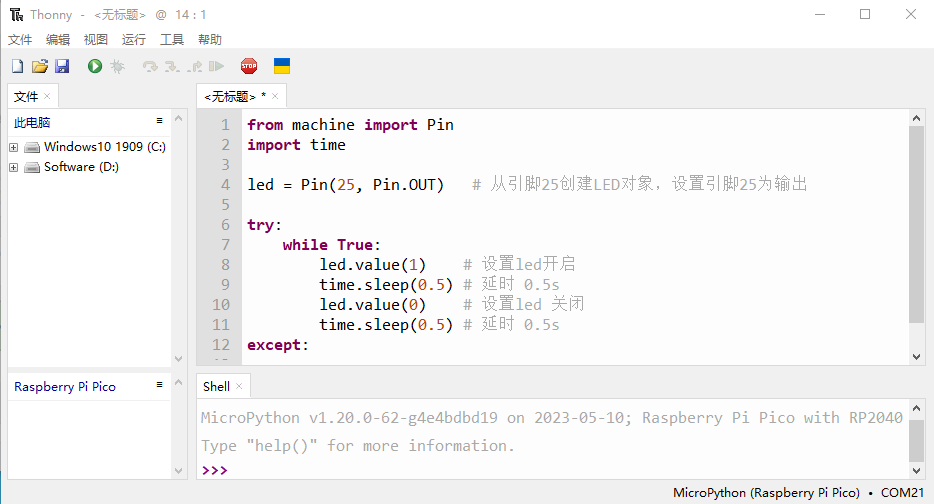 Thonny - <无标题> @ 14 : 1
文件 编辑 视图 运行 工具 帮助
STOP
文件
此电脑
Windows10 1909 (C:)
Software (D:)
Raspberry Pi Pico
<无标题> *
1 from machine import Pin
2 import time
3
4 led = Pin(25, Pin.OUT)   # 从引脚25创建LED对象，设置引脚25为输出
5
6 try:
7     while True:
8         led.value(1)    # 设置led开启
9         time.sleep(0.5) # 延时 0.5s
10         led.value(0)    # 设置led 关闭
11         time.sleep(0.5) # 延时 0.5s
12 except:
Shell
MicroPython v1.20.0-62-g4e4bdbd19 on 2023-05-10; Raspberry Pi Pico with RP2040
Type "help()" for more information.
>>>
MicroPython (Raspberry Pi Pico) • COM21